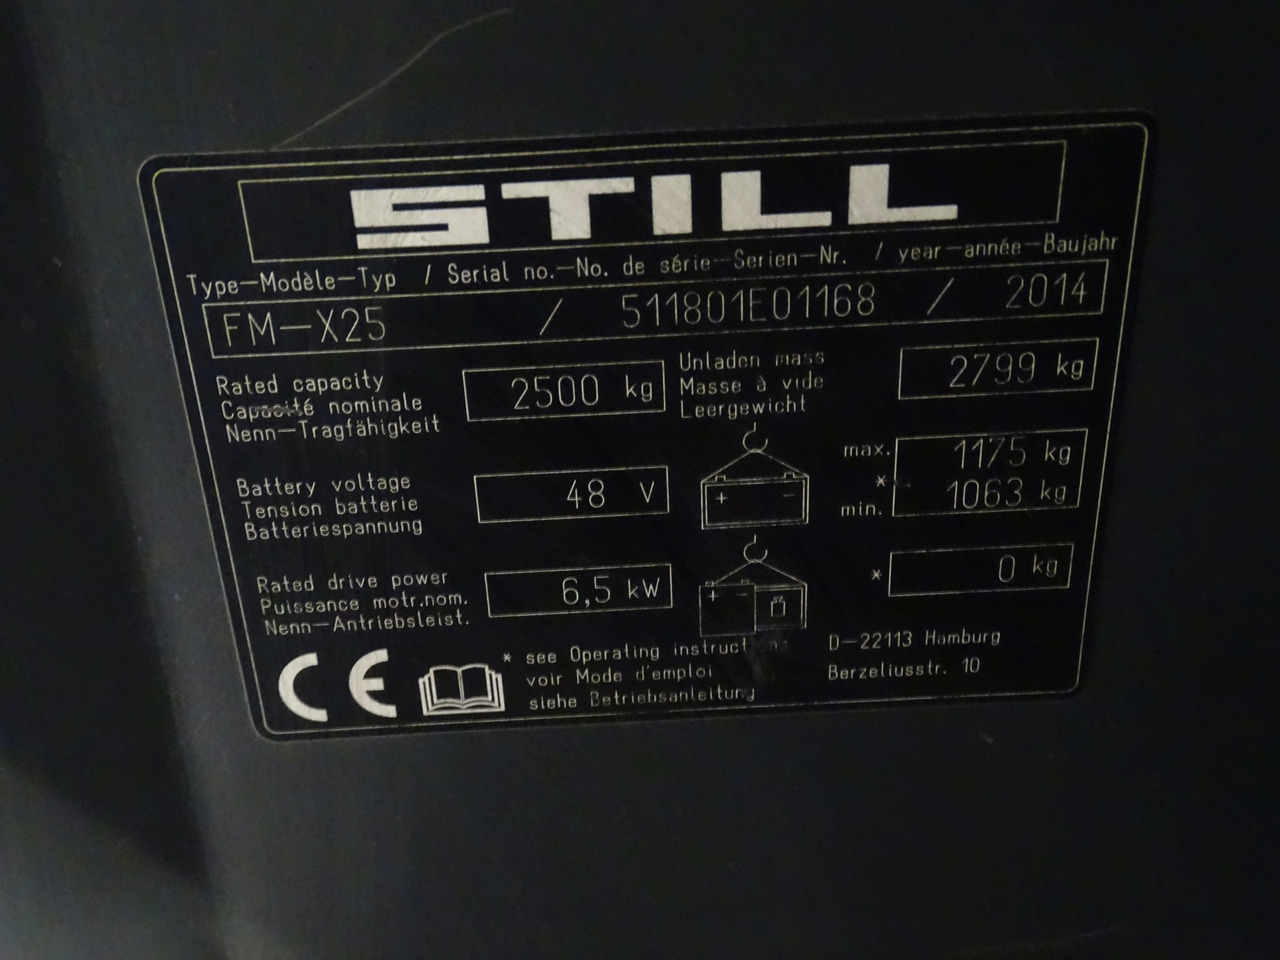 STILL
Type-Modèle-Typ / Serial no.-No. de série-Serien-Nr. / year-année-Baujahr
FM-X25 / 511801E01168 / 2014
Rated capacity
Capacité nominale
Nenn-Tragfähigkeit
2500 kg
Unladen mass
Masse à vide
Leergewicht
2799 kg
Battery voltage
Tension batterie
Batteriespannung
48 V
+ -
max. 1175 kg
*
min. 1063 kg
Rated drive power
Puissance motr.nom.
Nenn-Antriebsleist.
6,5 kW
+ -
* 0 kg
CE
* see Operating instructions
voir Mode d'emploi
siehe Betriebsanleitung
D-22113 Hamburg
Berzeliusstr. 10